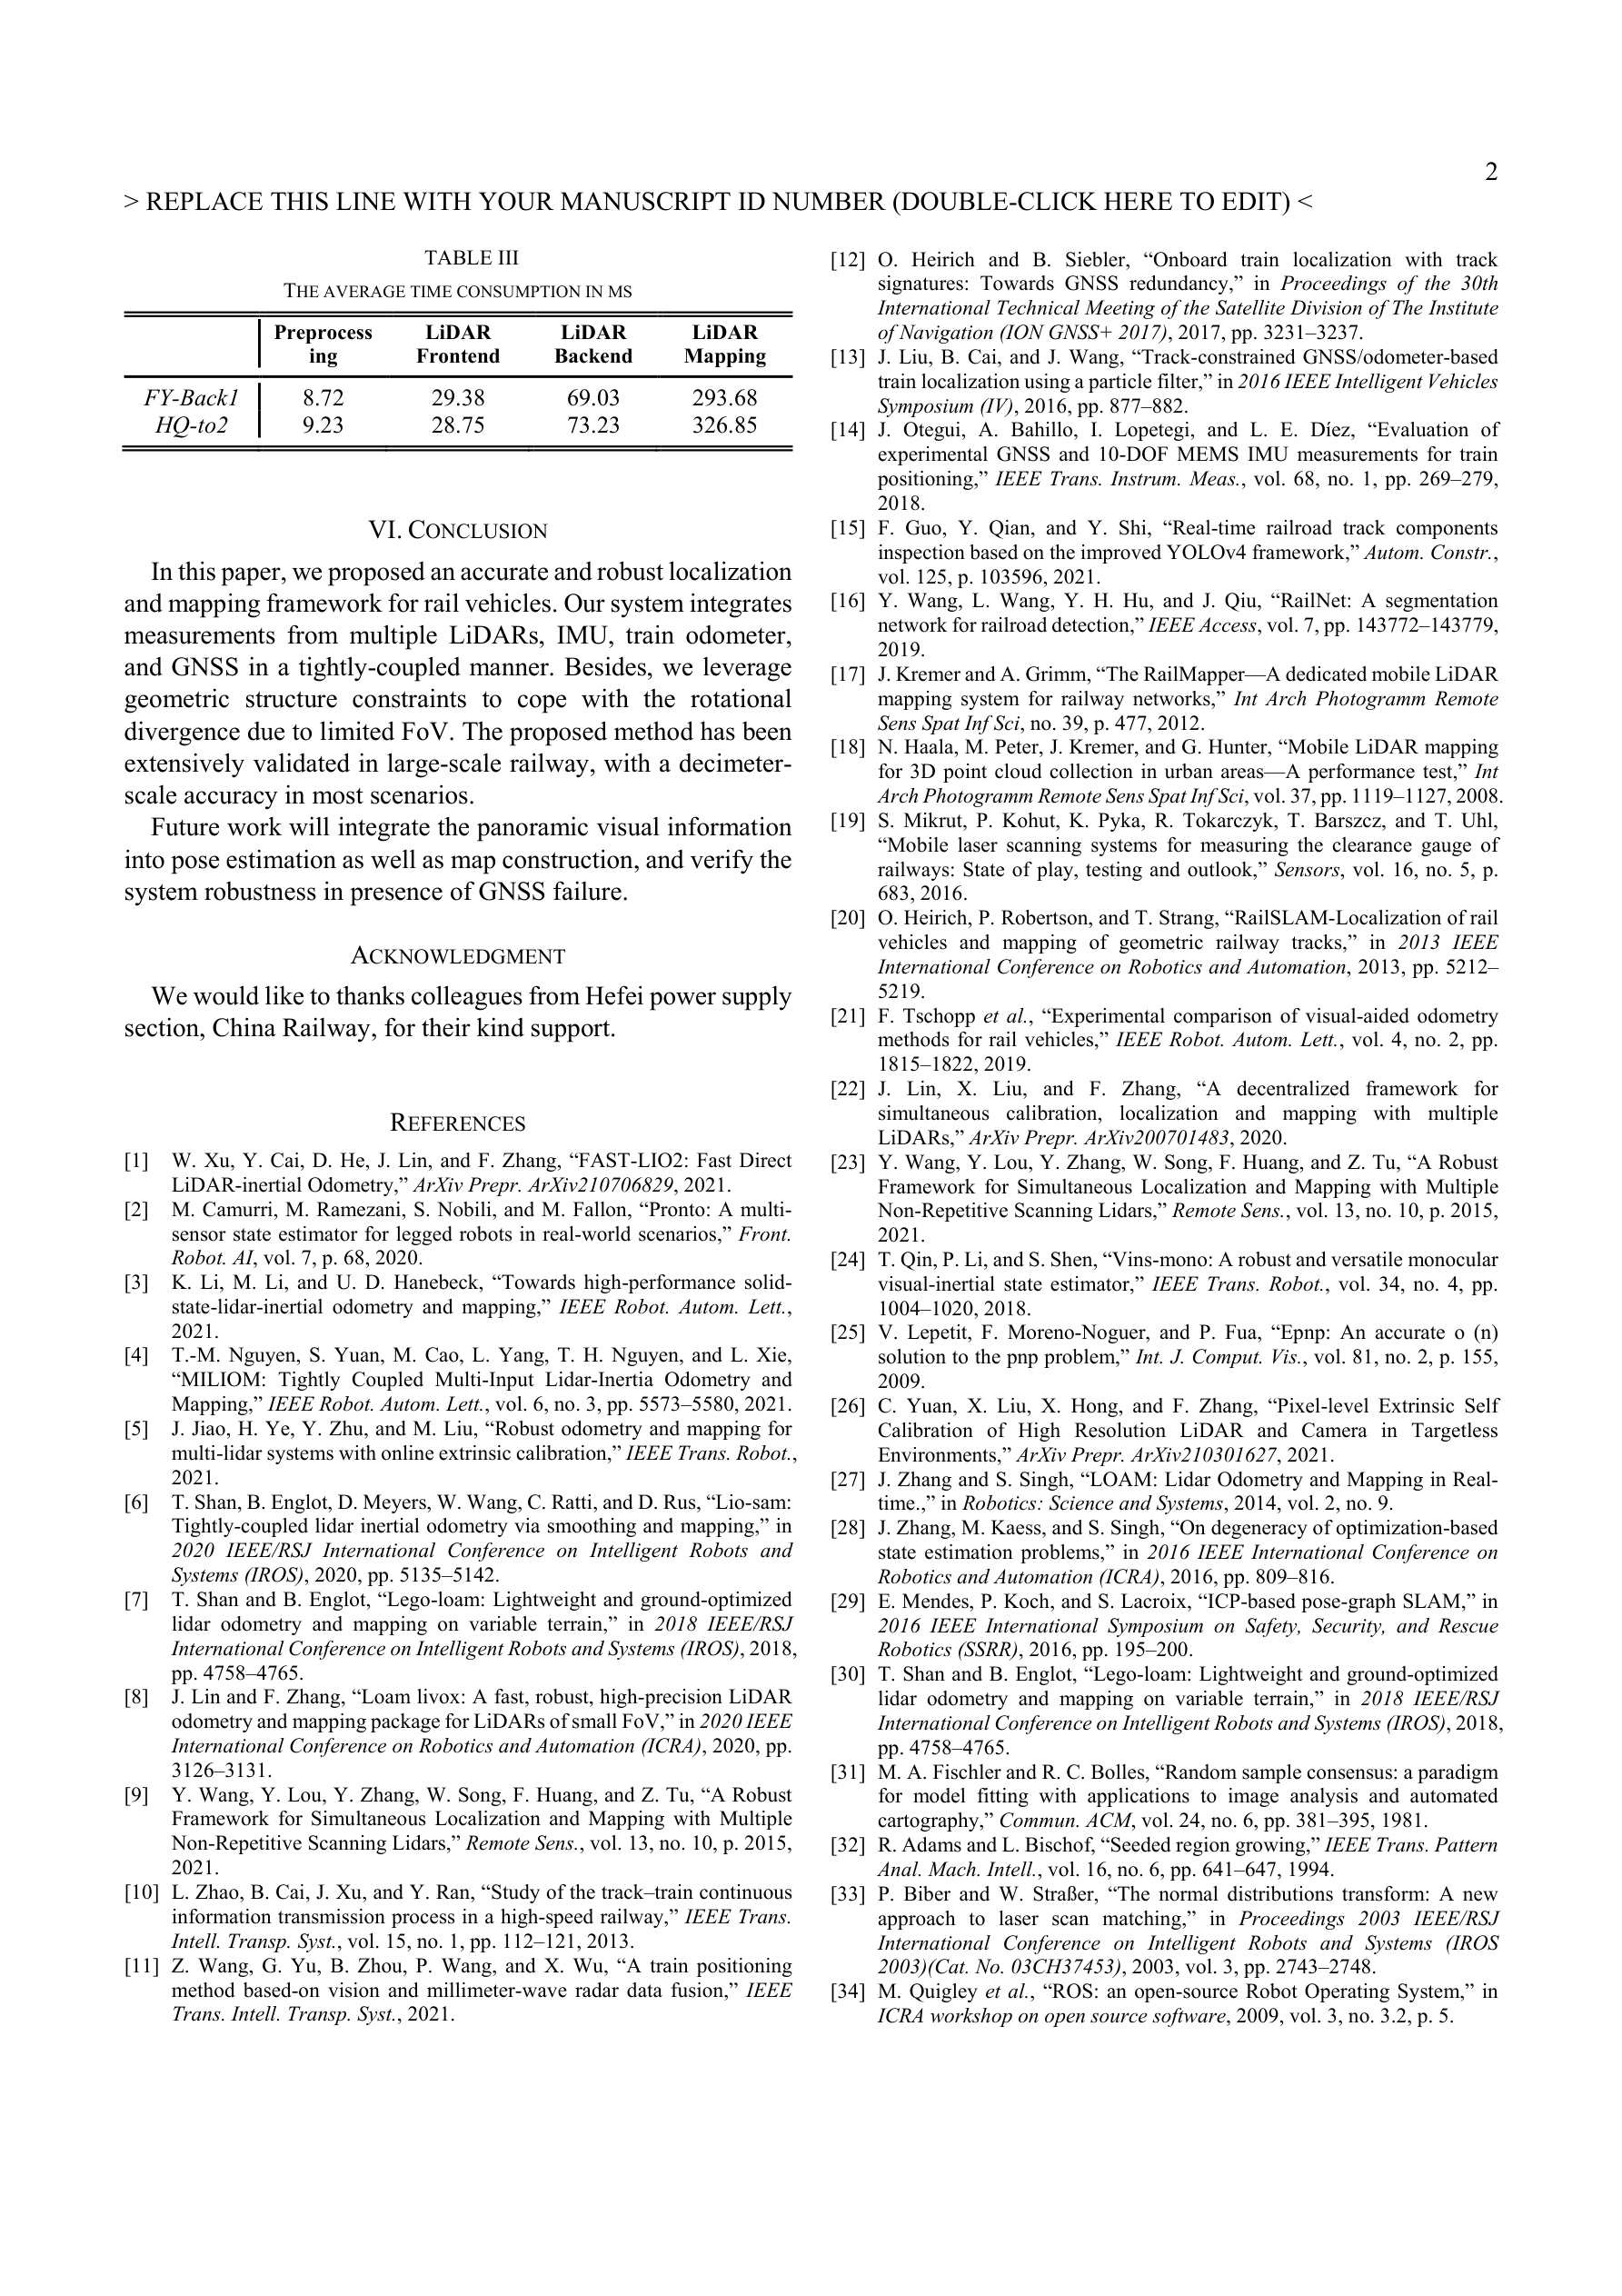 2
> REPLACE THIS LINE WITH YOUR MANUSCRIPT ID NUMBER (DOUBLE-CLICK HERE TO EDIT) <
TABLE III
THE AVERAGE TIME CONSUMPTION IN MS
Preprocess LiDAR LiDAR LiDAR
ing Frontend Backend Mapping
FY-Back1 8.72 29.38 69.03 293.68
HQ-to2 9.23 28.75 73.23 326.85
VI. CONCLUSION
In this paper, we proposed an accurate and robust localization
and mapping framework for rail vehicles. Our system integrates
measurements from multiple LiDARs, IMU, train odometer,
and GNSS in a tightly-coupled manner. Besides, we leverage
geometric structure constraints to cope with the rotational
divergence due to limited FoV. The proposed method has been
extensively validated in large-scale railway, with a decimeter-
scale accuracy in most scenarios.
Future work will integrate the panoramic visual information
into pose estimation as well as map construction, and verify the
system robustness in presence of GNSS failure.
ACKNOWLEDGMENT
We would like to thanks colleagues from Hefei power supply
section, China Railway, for their kind support.
REFERENCES
[1] W. Xu, Y. Cai, D. He, J. Lin, and F. Zhang, “FAST-LIO2: Fast Direct
LiDAR-inertial Odometry,” ArXiv Prepr. ArXiv210706829, 2021.
[2] M. Camurri, M. Ramezani, S. Nobili, and M. Fallon, “Pronto: A multi-
sensor state estimator for legged robots in real-world scenarios,” Front.
Robot. AI, vol. 7, p. 68, 2020.
[3] K. Li, M. Li, and U. D. Hanebeck, “Towards high-performance solid-
state-lidar-inertial odometry and mapping,” IEEE Robot. Autom. Lett.,
2021.
[4] T.-M. Nguyen, S. Yuan, M. Cao, L. Yang, T. H. Nguyen, and L. Xie,
“MILIOM: Tightly Coupled Multi-Input Lidar-Inertia Odometry and
Mapping,” IEEE Robot. Autom. Lett., vol. 6, no. 3, pp. 5573–5580, 2021.
[5] J. Jiao, H. Ye, Y. Zhu, and M. Liu, “Robust odometry and mapping for
multi-lidar systems with online extrinsic calibration,” IEEE Trans. Robot.,
2021.
[6] T. Shan, B. Englot, D. Meyers, W. Wang, C. Ratti, and D. Rus, “Lio-sam:
Tightly-coupled lidar inertial odometry via smoothing and mapping,” in
2020 IEEE/RSJ International Conference on Intelligent Robots and
Systems (IROS), 2020, pp. 5135–5142.
[7] T. Shan and B. Englot, “Lego-loam: Lightweight and ground-optimized
lidar odometry and mapping on variable terrain,” in 2018 IEEE/RSJ
International Conference on Intelligent Robots and Systems (IROS), 2018,
pp. 4758–4765.
[8] J. Lin and F. Zhang, “Loam livox: A fast, robust, high-precision LiDAR
odometry and mapping package for LiDARs of small FoV,” in 2020 IEEE
International Conference on Robotics and Automation (ICRA), 2020, pp.
3126–3131.
[9] Y. Wang, Y. Lou, Y. Zhang, W. Song, F. Huang, and Z. Tu, “A Robust
Framework for Simultaneous Localization and Mapping with Multiple
Non-Repetitive Scanning Lidars,” Remote Sens., vol. 13, no. 10, p. 2015,
2021.
[10] L. Zhao, B. Cai, J. Xu, and Y. Ran, “Study of the track–train continuous
information transmission process in a high-speed railway,” IEEE Trans.
Intell. Transp. Syst., vol. 15, no. 1, pp. 112–121, 2013.
[11] Z. Wang, G. Yu, B. Zhou, P. Wang, and X. Wu, “A train positioning
method based-on vision and millimeter-wave radar data fusion,” IEEE
Trans. Intell. Transp. Syst., 2021.
[12] O. Heirich and B. Siebler, “Onboard train localization with track
signatures: Towards GNSS redundancy,” in Proceedings of the 30th
International Technical Meeting of the Satellite Division of The Institute
of Navigation (ION GNSS+ 2017), 2017, pp. 3231–3237.
[13] J. Liu, B. Cai, and J. Wang, “Track-constrained GNSS/odometer-based
train localization using a particle filter,” in 2016 IEEE Intelligent Vehicles
Symposium (IV), 2016, pp. 877–882.
[14] J. Otegui, A. Bahillo, I. Lopetegi, and L. E. Díez, “Evaluation of
experimental GNSS and 10-DOF MEMS IMU measurements for train
positioning,” IEEE Trans. Instrum. Meas., vol. 68, no. 1, pp. 269–279,
2018.
[15] F. Guo, Y. Qian, and Y. Shi, “Real-time railroad track components
inspection based on the improved YOLOv4 framework,” Autom. Constr.,
vol. 125, p. 103596, 2021.
[16] Y. Wang, L. Wang, Y. H. Hu, and J. Qiu, “RailNet: A segmentation
network for railroad detection,” IEEE Access, vol. 7, pp. 143772–143779,
2019.
[17] J. Kremer and A. Grimm, “The RailMapper—A dedicated mobile LiDAR
mapping system for railway networks,” Int Arch Photogramm Remote
Sens Spat Inf Sci, no. 39, p. 477, 2012.
[18] N. Haala, M. Peter, J. Kremer, and G. Hunter, “Mobile LiDAR mapping
for 3D point cloud collection in urban areas—A performance test,” Int
Arch Photogramm Remote Sens Spat Inf Sci, vol. 37, pp. 1119–1127, 2008.
[19] S. Mikrut, P. Kohut, K. Pyka, R. Tokarczyk, T. Barszcz, and T. Uhl,
“Mobile laser scanning systems for measuring the clearance gauge of
railways: State of play, testing and outlook,” Sensors, vol. 16, no. 5, p.
683, 2016.
[20] O. Heirich, P. Robertson, and T. Strang, “RailSLAM-Localization of rail
vehicles and mapping of geometric railway tracks,” in 2013 IEEE
International Conference on Robotics and Automation, 2013, pp. 5212–
5219.
[21] F. Tschopp et al., “Experimental comparison of visual-aided odometry
methods for rail vehicles,” IEEE Robot. Autom. Lett., vol. 4, no. 2, pp.
1815–1822, 2019.
[22] J. Lin, X. Liu, and F. Zhang, “A decentralized framework for
simultaneous calibration, localization and mapping with multiple
LiDARs,” ArXiv Prepr. ArXiv200701483, 2020.
[23] Y. Wang, Y. Lou, Y. Zhang, W. Song, F. Huang, and Z. Tu, “A Robust
Framework for Simultaneous Localization and Mapping with Multiple
Non-Repetitive Scanning Lidars,” Remote Sens., vol. 13, no. 10, p. 2015,
2021.
[24] T. Qin, P. Li, and S. Shen, “Vins-mono: A robust and versatile monocular
visual-inertial state estimator,” IEEE Trans. Robot., vol. 34, no. 4, pp.
1004–1020, 2018.
[25] V. Lepetit, F. Moreno-Noguer, and P. Fua, “Epnp: An accurate o (n)
solution to the pnp problem,” Int. J. Comput. Vis., vol. 81, no. 2, p. 155,
2009.
[26] C. Yuan, X. Liu, X. Hong, and F. Zhang, “Pixel-level Extrinsic Self
Calibration of High Resolution LiDAR and Camera in Targetless
Environments,” ArXiv Prepr. ArXiv210301627, 2021.
[27] J. Zhang and S. Singh, “LOAM: Lidar Odometry and Mapping in Real-
time.,” in Robotics: Science and Systems, 2014, vol. 2, no. 9.
[28] J. Zhang, M. Kaess, and S. Singh, “On degeneracy of optimization-based
state estimation problems,” in 2016 IEEE International Conference on
Robotics and Automation (ICRA), 2016, pp. 809–816.
[29] E. Mendes, P. Koch, and S. Lacroix, “ICP-based pose-graph SLAM,” in
2016 IEEE International Symposium on Safety, Security, and Rescue
Robotics (SSRR), 2016, pp. 195–200.
[30] T. Shan and B. Englot, “Lego-loam: Lightweight and ground-optimized
lidar odometry and mapping on variable terrain,” in 2018 IEEE/RSJ
International Conference on Intelligent Robots and Systems (IROS), 2018,
pp. 4758–4765.
[31] M. A. Fischler and R. C. Bolles, “Random sample consensus: a paradigm
for model fitting with applications to image analysis and automated
cartography,” Commun. ACM, vol. 24, no. 6, pp. 381–395, 1981.
[32] R. Adams and L. Bischof, “Seeded region growing,” IEEE Trans. Pattern
Anal. Mach. Intell., vol. 16, no. 6, pp. 641–647, 1994.
[33] P. Biber and W. Straßer, “The normal distributions transform: A new
approach to laser scan matching,” in Proceedings 2003 IEEE/RSJ
International Conference on Intelligent Robots and Systems (IROS
2003)(Cat. No. 03CH37453), 2003, vol. 3, pp. 2743–2748.
[34] M. Quigley et al., “ROS: an open-source Robot Operating System,” in
ICRA workshop on open source software, 2009, vol. 3, no. 3.2, p. 5.